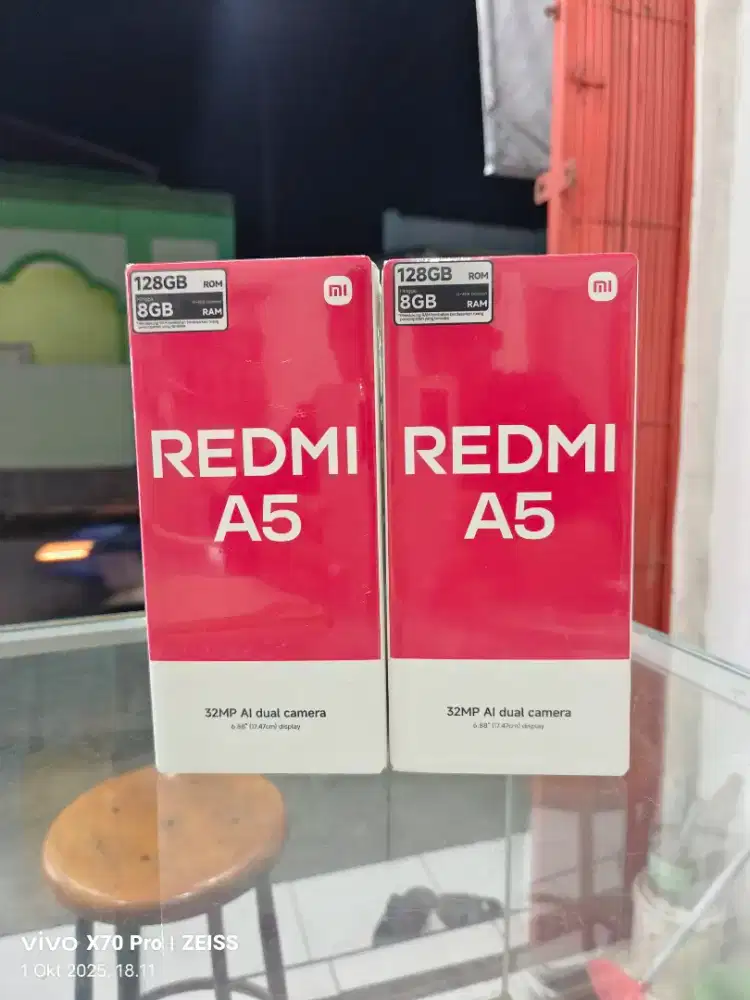 128GB ROM
Hingga
8GB RAM
mi
REDMI
A5
32MP AI dual camera
6.88" (17.47cm) display
128GB ROM
Hingga
8GB RAM
mi
REDMI
A5
32MP AI dual camera
6.88" (17.47cm) display
vivo X70 Pro | ZEISS
1 Okt 2025, 18.11